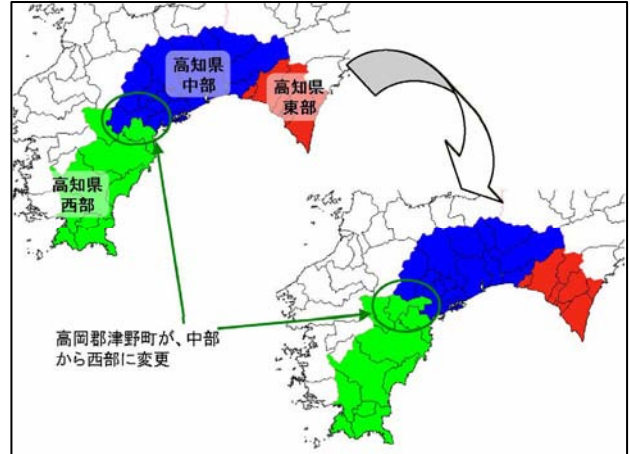 高知県
中部
高知県
東部
高知県
西部
高岡郡津野町が、中部
から西部に変更